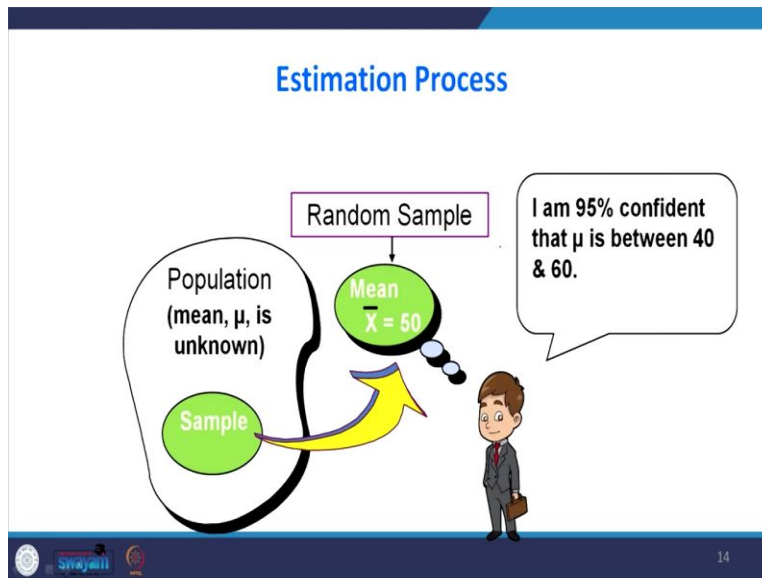 Estimation Process
Random Sample
I am 95% confident
that μ is between 40
& 60.
Population
(mean, μ, is
unknown)
Mean
X̅ = 50
Sample
swayam
14